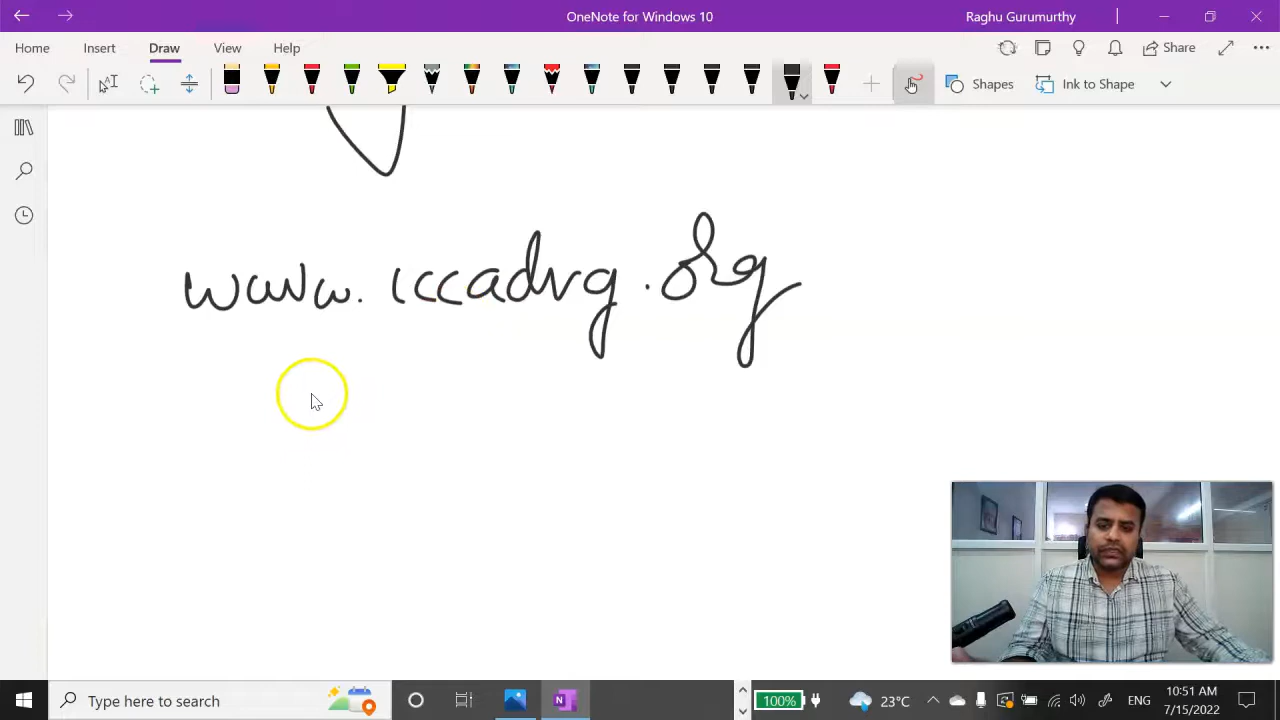 OneNote for Windows 10
Raghu Gurumurthy
Home Insert Draw View Help
Share
Shapes
Ink to Shape
www.iccadvg.org
Type here to search
N
100%
23°C
ENG
10:51 AM
7/15/2022